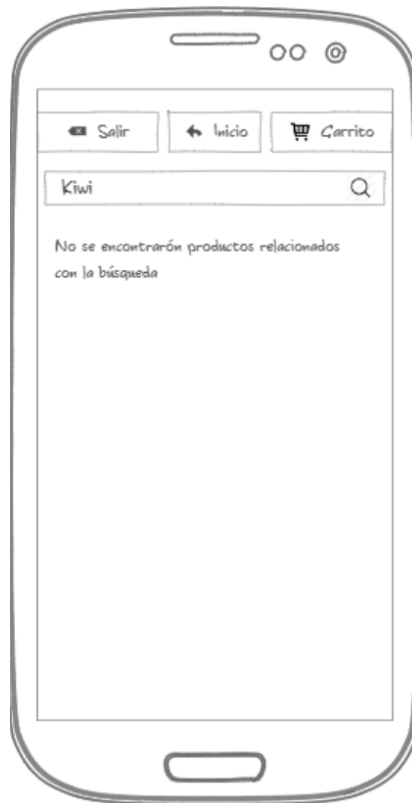 Salir
Inicio
Carrito
Kiwi
No se encontrarón productos relacionados
con la búsqueda